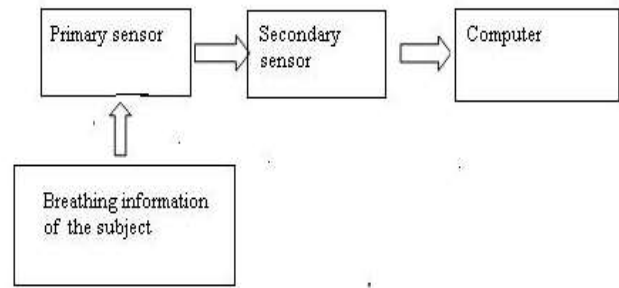 Primary sensor
Secondary
sensor
Computer
Breathing information
of the subject